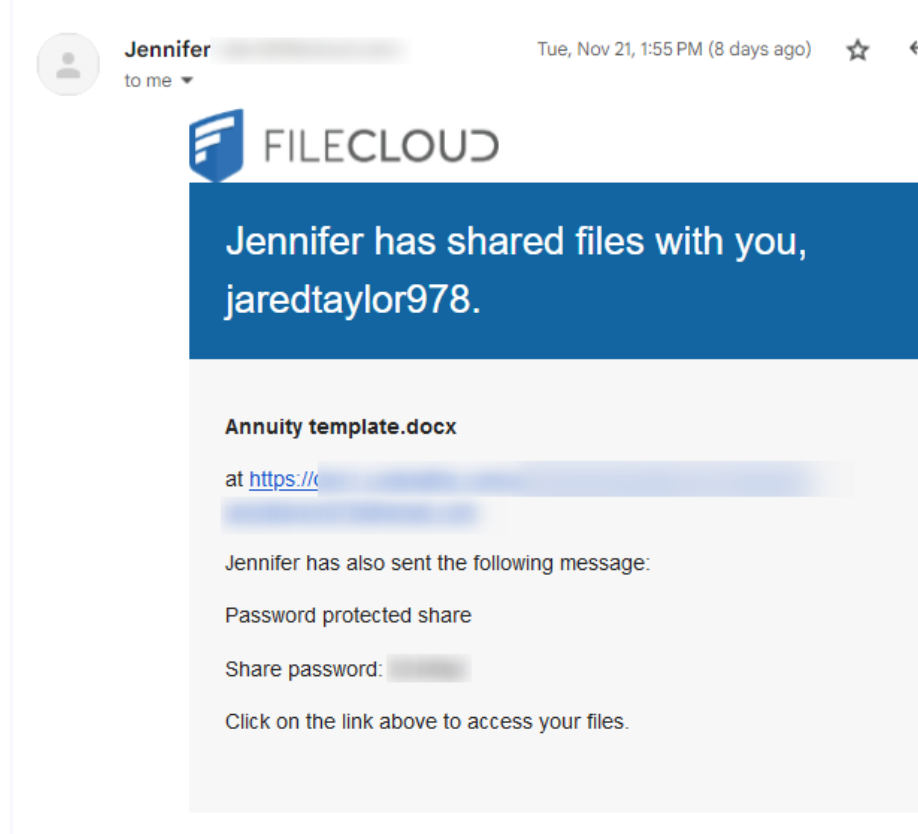 Jennifer
Tue, Nov 21, 1:55 PM (8 days ago)
to me
FILECLOUD
Jennifer has shared files with you,
jaredtaylor978.
Annuity template.docx
at https://
Jennifer has also sent the following message:
Password protected share
Share password:
Click on the link above to access your files.